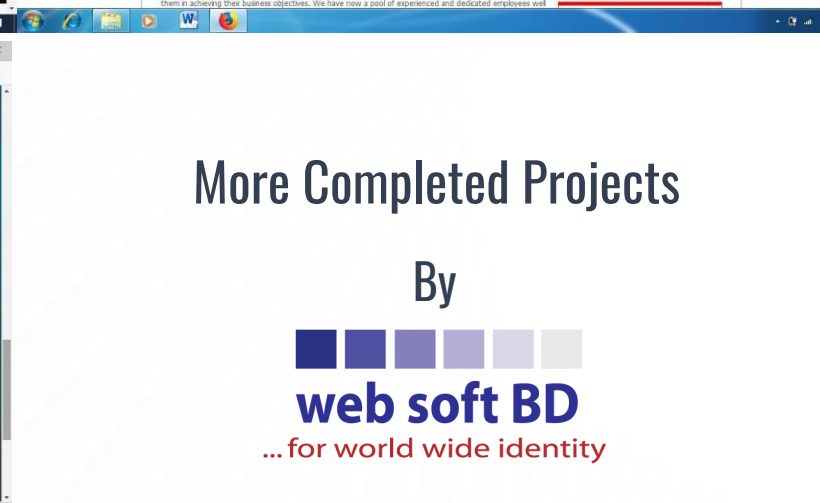 them in achieving their business objectives. We have now a pool of experienced and dedicated employees well
More Completed Projects
By
web soft BD
...for world wide identity